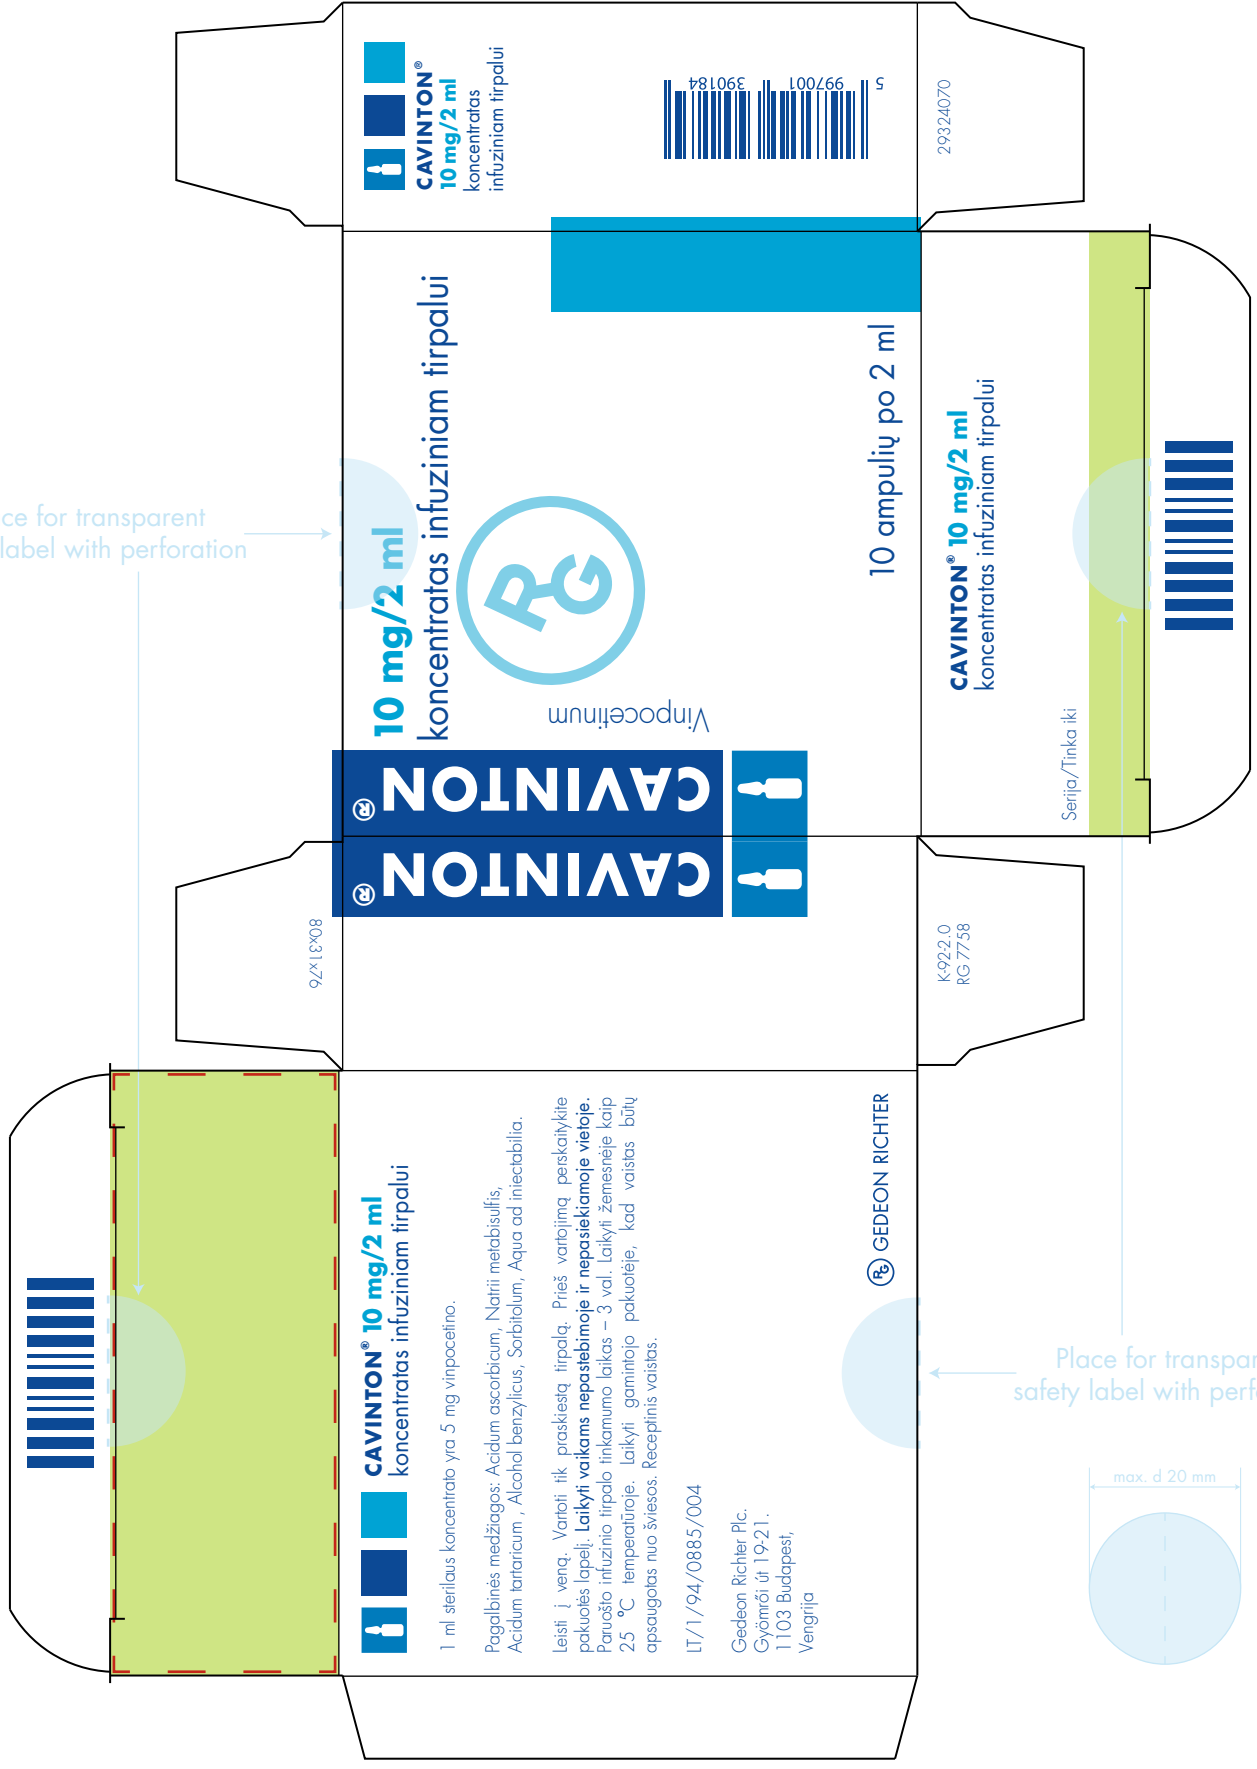 CAVINTON®
10 mg/2 ml
koncentratas
infuziniam tirpalui
5 997001 390184
29324070
10 mg/2 ml
koncentratas infuziniam tirpalui
RG
Vinpocetinum
10 ampulių po 2 ml
CAVINTON®
CAVINTON®
CAVINTON® 10 mg/2 ml
koncentratas infuziniam tirpalui
Serija/Tinka iki
ce for transparent
label with perforation
80x31x76
K-92-2.0
RG 7758
CAVINTON® 10 mg/2 ml
koncentratas infuziniam tirpalui
1 ml sterilaus koncentrato yra 5 mg vinpocetino.
Pagalbinės medžiagos: Acidum ascorbicum, Natrii metabisulfis,
Acidum tartaricum , Alcohol benzylicus, Sorbitolum, Aqua ad iniectabilia.
Leisti į veną. Vartoti tik praskiestą tirpalą. Prieš vartojimą perskaitykite
pakuotės lapelį. Laikyti vaikams nepastebimoje ir nepasiekiamoje vietoje.
Paruošto infuzinio tirpalo tinkamumo laikas – 3 val. Laikyti žemesnėje kaip
25 °C temperatūroje. Laikyti gamintojo pakuotėje, kad vaistas būtų
apsaugotas nuo šviesos. Receptinis vaistas.
LT/1/94/0885/004
Gedeon Richter Plc.
Gyömrői út 19-21.
1103 Budapest,
Vengrija
RG GEDEON RICHTER
Place for transpar
safety label with perf
max. d 20 mm